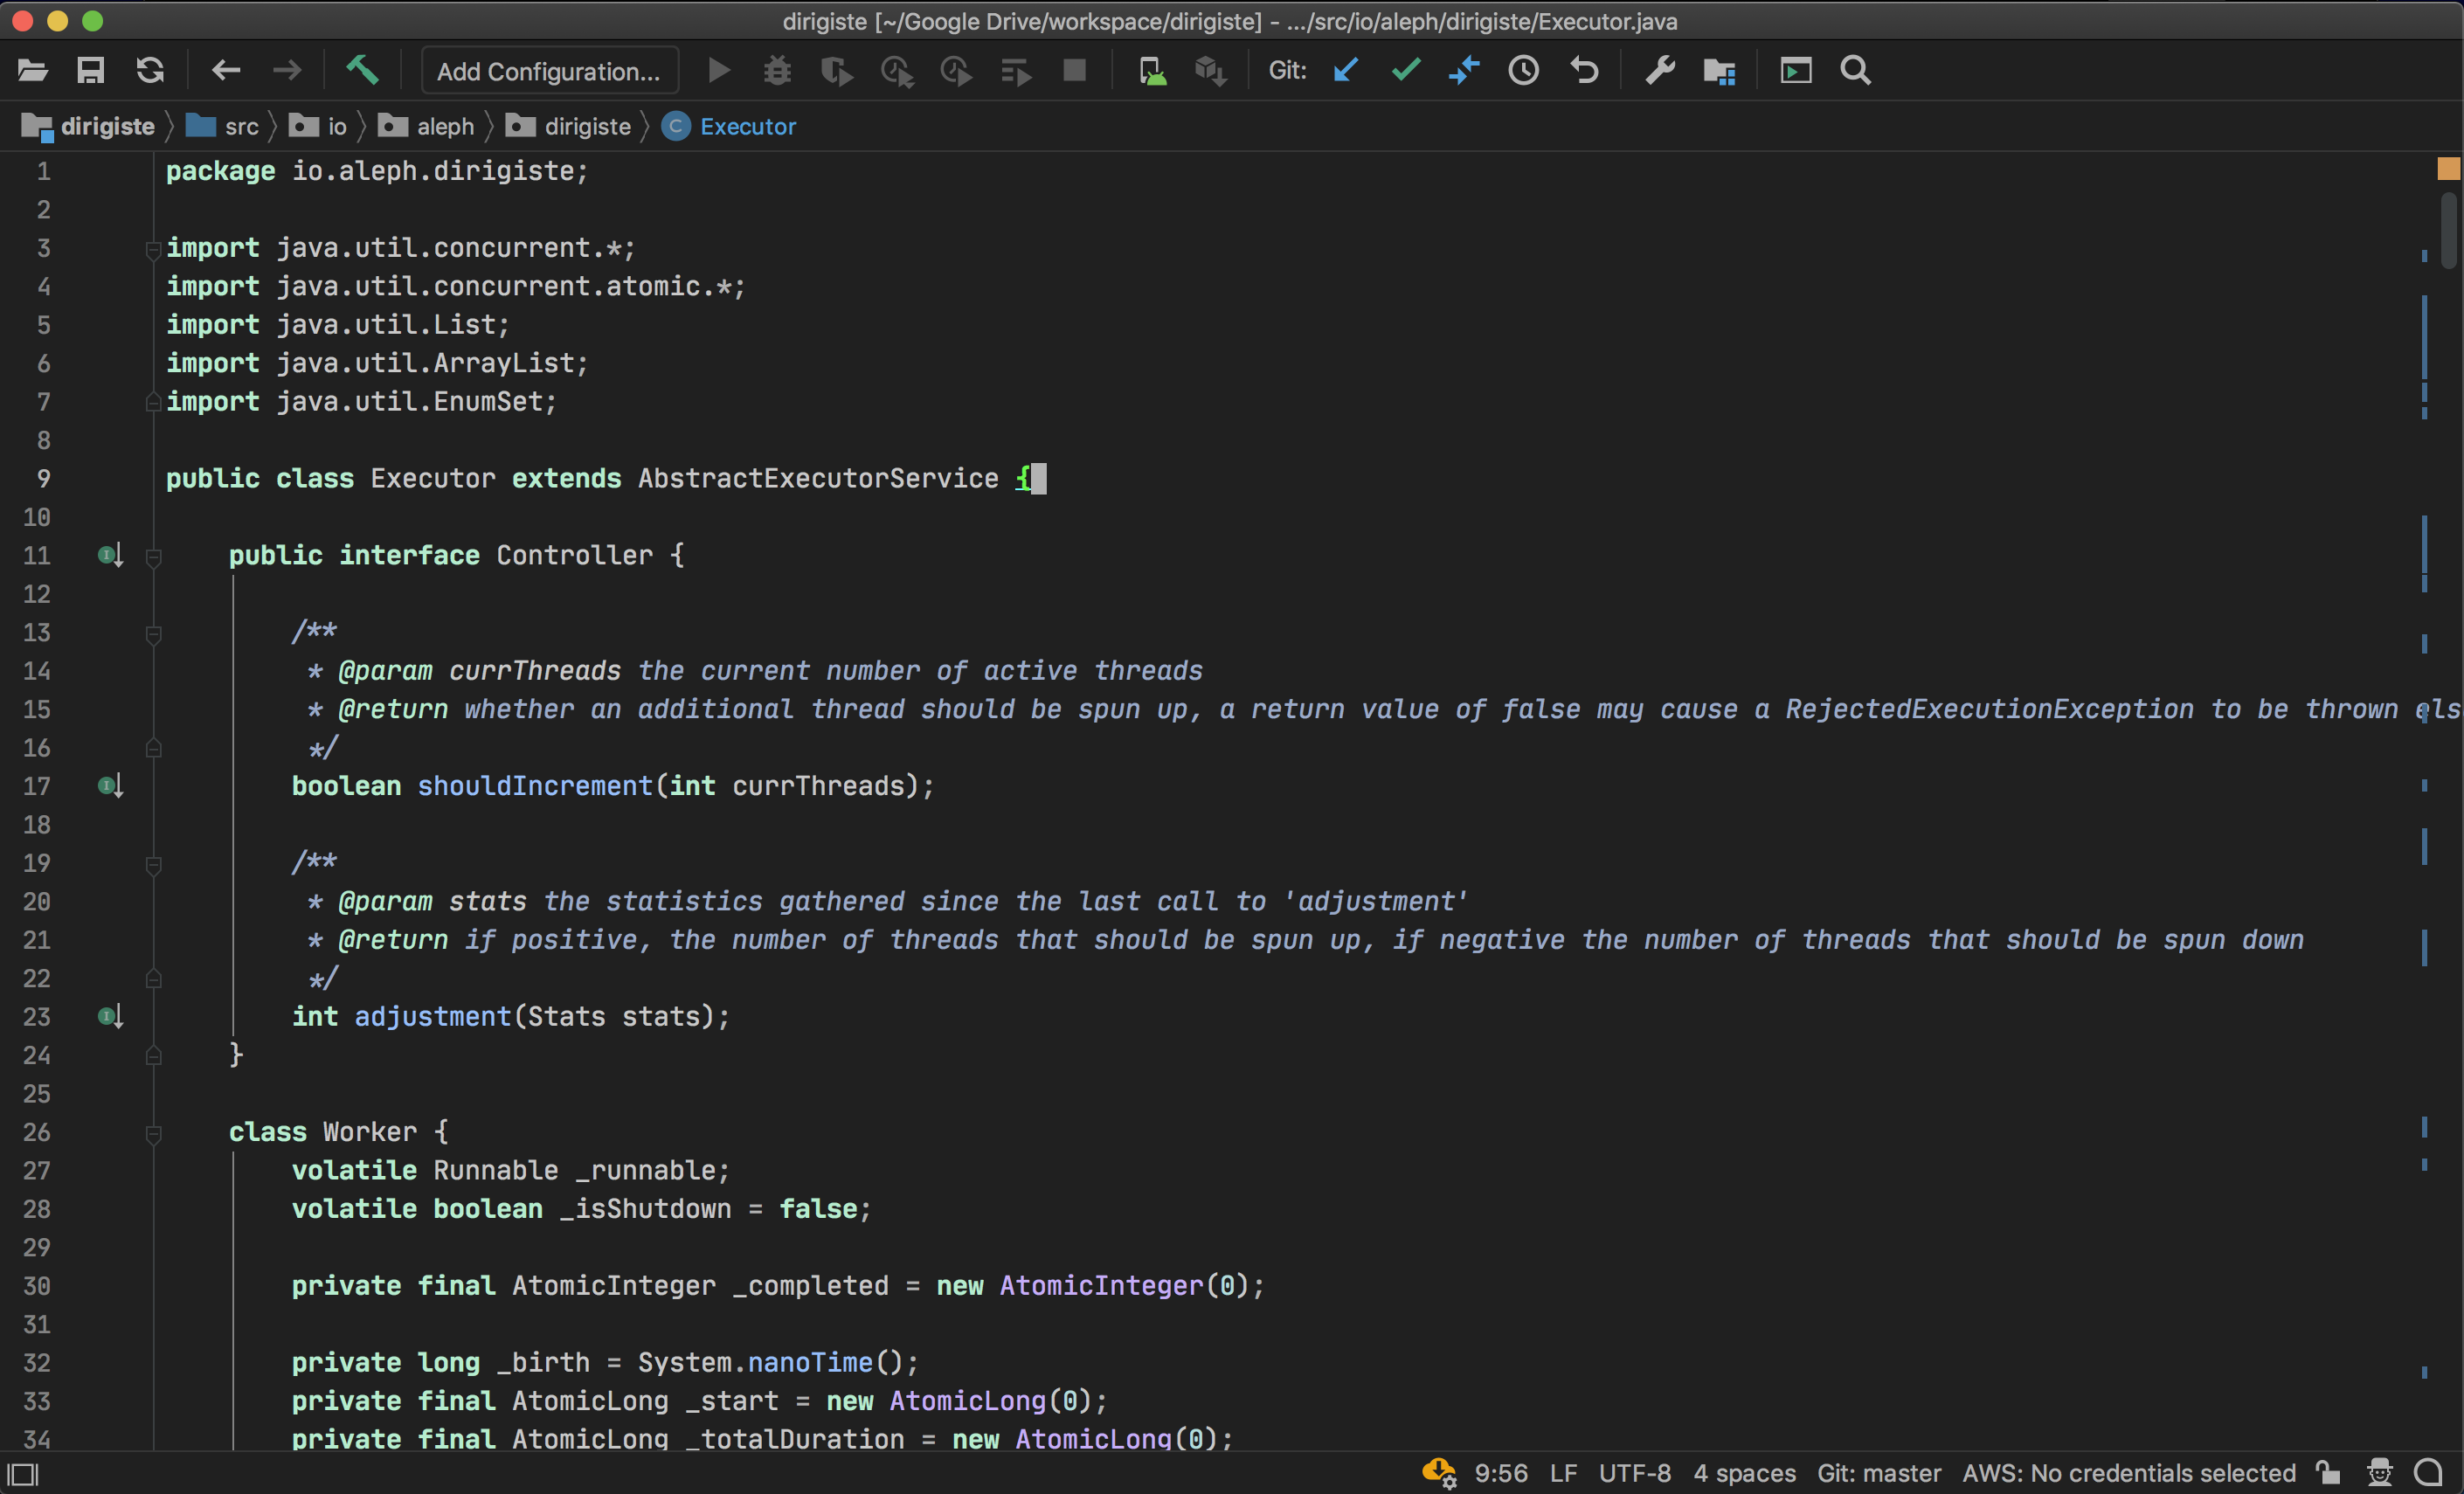 dirigiste [~/Google Drive/workspace/dirigiste] - .../src/io/aleph/dirigiste/Executor.java
Add Configuration... Git:
dirigiste src io aleph dirigiste C Executor
1 package io.aleph.dirigiste;
2
3 import java.util.concurrent.*;
4 import java.util.concurrent.atomic.*;
5 import java.util.List;
6 import java.util.ArrayList;
7 import java.util.EnumSet;
8
9 public class Executor extends AbstractExecutorService {
10
11 public interface Controller {
12
13 /**
14 * @param currThreads the current number of active threads
15 * @return whether an additional thread should be spun up, a return value of false may cause a RejectedExecutionException to be thrown els
16 */
17 boolean shouldIncrement(int currThreads);
18
19 /**
20 * @param stats the statistics gathered since the last call to 'adjustment'
21 * @return if positive, the number of threads that should be spun up, if negative the number of threads that should be spun down
22 */
23 int adjustment(Stats stats);
24 }
25
26 class Worker {
27 volatile Runnable _runnable;
28 volatile boolean _isShutdown = false;
29
30 private final AtomicInteger _completed = new AtomicInteger(0);
31
32 private long _birth = System.nanoTime();
33 private final AtomicLong _start = new AtomicLong(0);
34 private final AtomicLong _totalDuration = new AtomicLong(0);
9:56 LF UTF-8 4 spaces Git: master AWS: No credentials selected